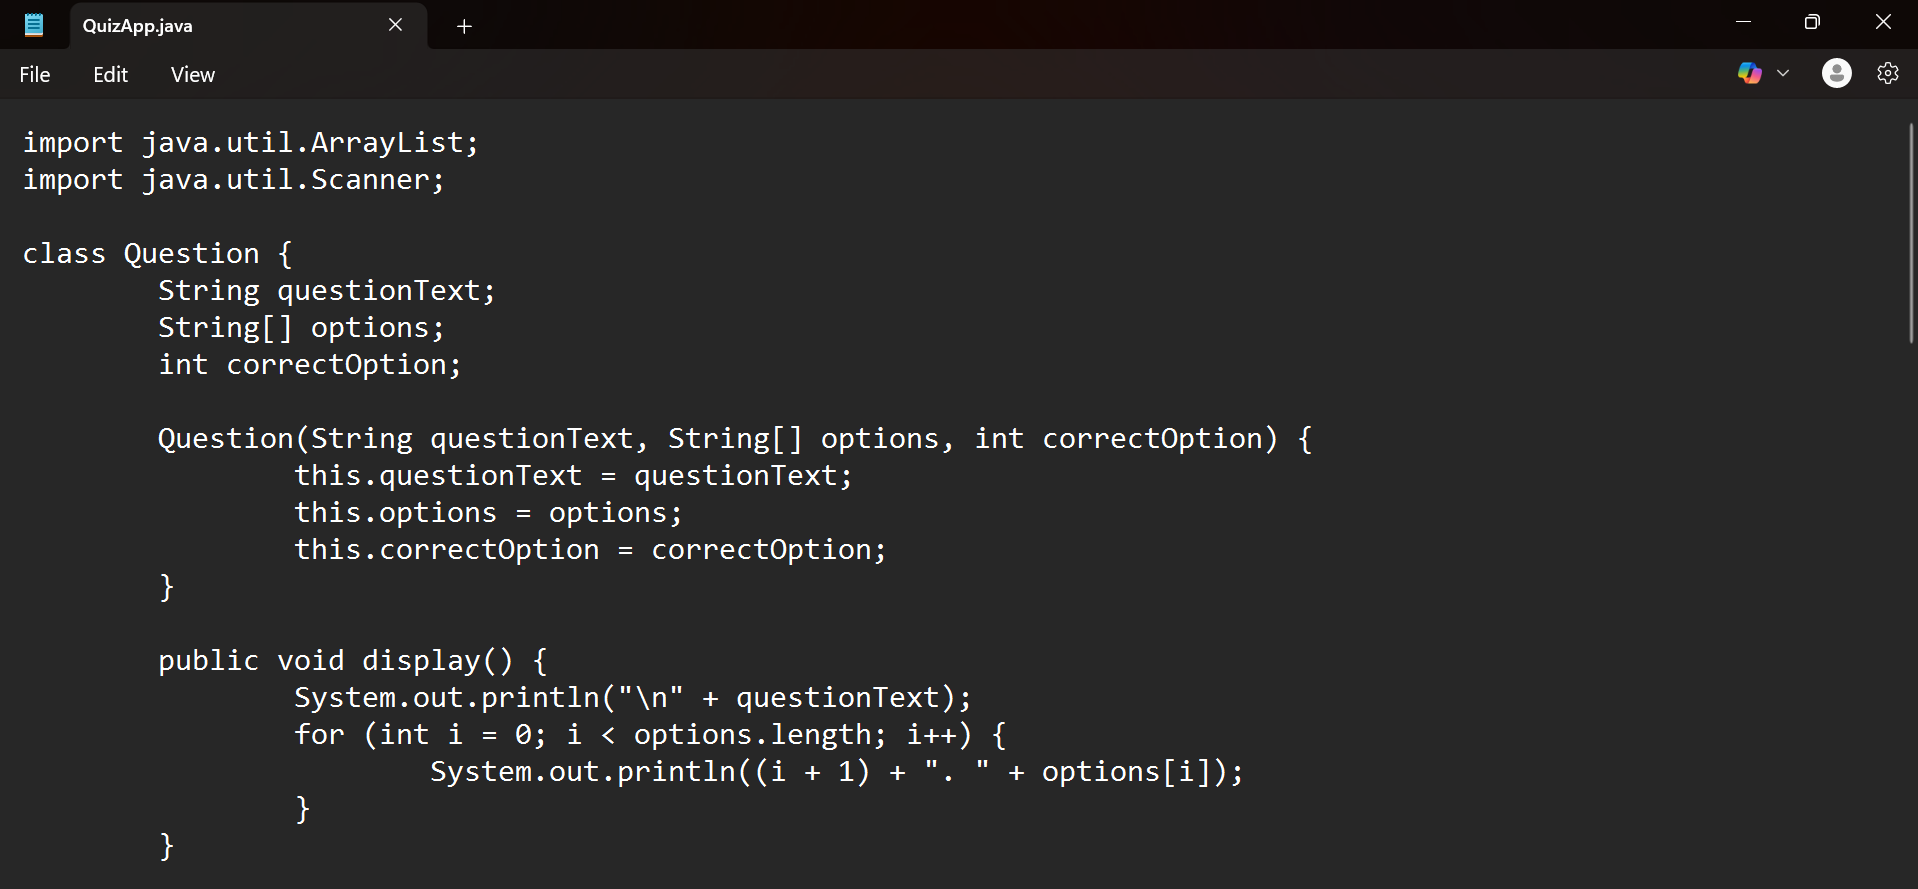 QuizApp.java
File Edit View
import java.util.ArrayList;
import java.util.Scanner;

class Question {
        String questionText;
        String[] options;
        int correctOption;

        Question(String questionText, String[] options, int correctOption) {
                this.questionText = questionText;
                this.options = options;
                this.correctOption = correctOption;
        }

        public void display() {
                System.out.println("\n" + questionText);
                for (int i = 0; i < options.length; i++) {
                        System.out.println((i + 1) + ". " + options[i]);
                }
        }